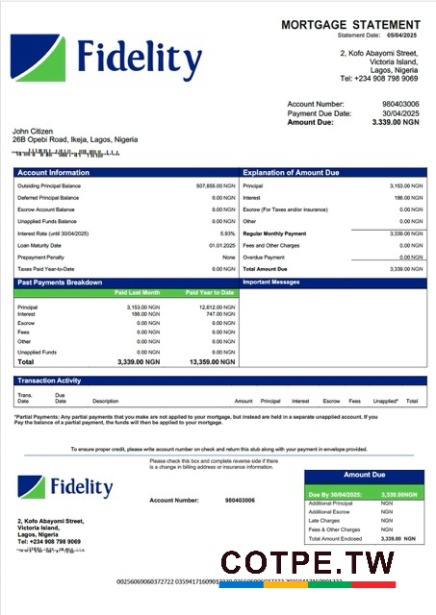 MORTGAGE STATEMENT
Statement Date: 05/04/2025
Fidelity
2, Kofo Abayomi Street,
Victoria Island,
Lagos, Nigeria
Tel: +234 908 798 9069
Account Number: 980403006
Payment Due Date: 30/04/2025
Amount Due: 3.339.00 NGN
John Citizen
26B Opebi Road, Ikeja, Lagos, Nigeria
Account Information
Outsiding Principal Balance 507,855.00 NGN
Deferred Principal Balance 0.00 NGN
Escrow Account Balance 0.00 NGN
Unapplied Funds Balance 0.00 NGN
Interest Rate (until 30/04/2025) 5.93%
Loan Maturity Date 01.01.2025
Prepayment Penalty None
Taxes Paid Year-to-Date 0.00 NGN
Explanation of Amount Due
Principal 3,153.00 NGN
Interest 186.00 NGN
Escrow (For Taxes and/or insurance) 0.00 NGN
Other 0.00 NGN
Regular Monthly Payment 3,339.00 NGN
Fees and Other Charges 0.00 NGN
Overdue Payment 0.00 NGN
Total Amount Due 3,339.00 NGN
Past Payments Breakdown
Paid Last Month Paid Year to Date
Principal 3,153.00 NGN 12,612.00 NGN
Interest 186.00 NGN 747.00 NGN
Escrow 0.00 NGN 0.00 NGN
Fees 0.00 NGN 0.00 NGN
Other 0.00 NGN 0.00 NGN
Unapplied Funds 0.00 NGN 0.00 NGN
Total 3,339.00 NGN 13,359.00 NGN
Important Messages
Transaction Activity
Trans. Date Due Date Description Amount Principal Interest Escrow Fees Unapplied* Total
*Partial Payments: Any partial payments that you make are not applied to your mortgage, but instead are held in a separate unapplied account. If you
Pay the balance of a partial payment, the funds will then be applied to your mortgage.
To ensure proper credit, please write account number on check and return this stub along with your payment in envelope provided.
Please check this box and complete reverse side if there
is a change in billing address or insurance information.
Fidelity
Account Number: 980403006
2, Kofo Abayomi Street,
Victoria Island,
Lagos, Nigeria
Tel: +234 908 798 9069
Amount Due
Due By 30/04/2025: 3,339.00NGN
Additional Principal NGN
Additional Escrow NGN
Late Charges NGN
Fees & Other Charges NGN
Total Amount Enclosed 3,339.00 NGN
COTPE.TW